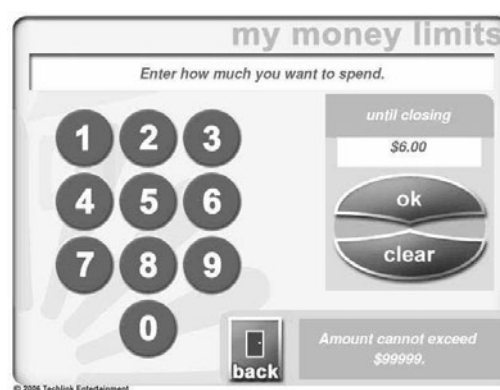 my money limits
Enter how much you want to spend.
until closing
$6.00
1 2 3
4 5 6
7 8 9
0
ok
clear
back
Amount cannot exceed
$99999.
© 2006 Techlink Entertainment